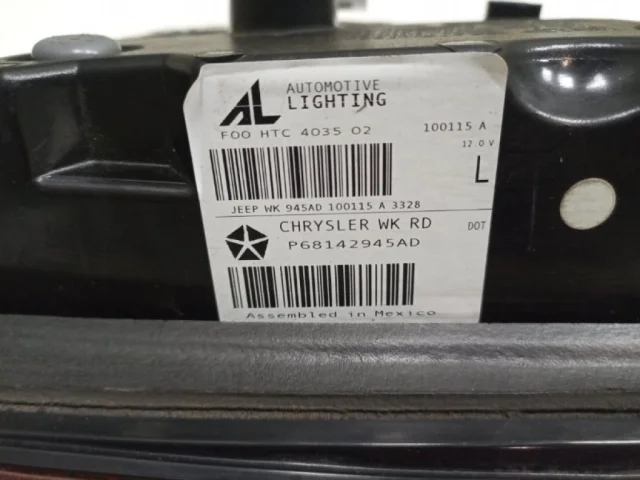 AL AUTOMOTIVE
LIGHTING
F00 HTC 4035 02
100115 A
12.0 V
L
JEEP WK 945AD 100115 A 3328
CHRYSLER WK RD
DOT
P68142945AD
Assembled in Mexico